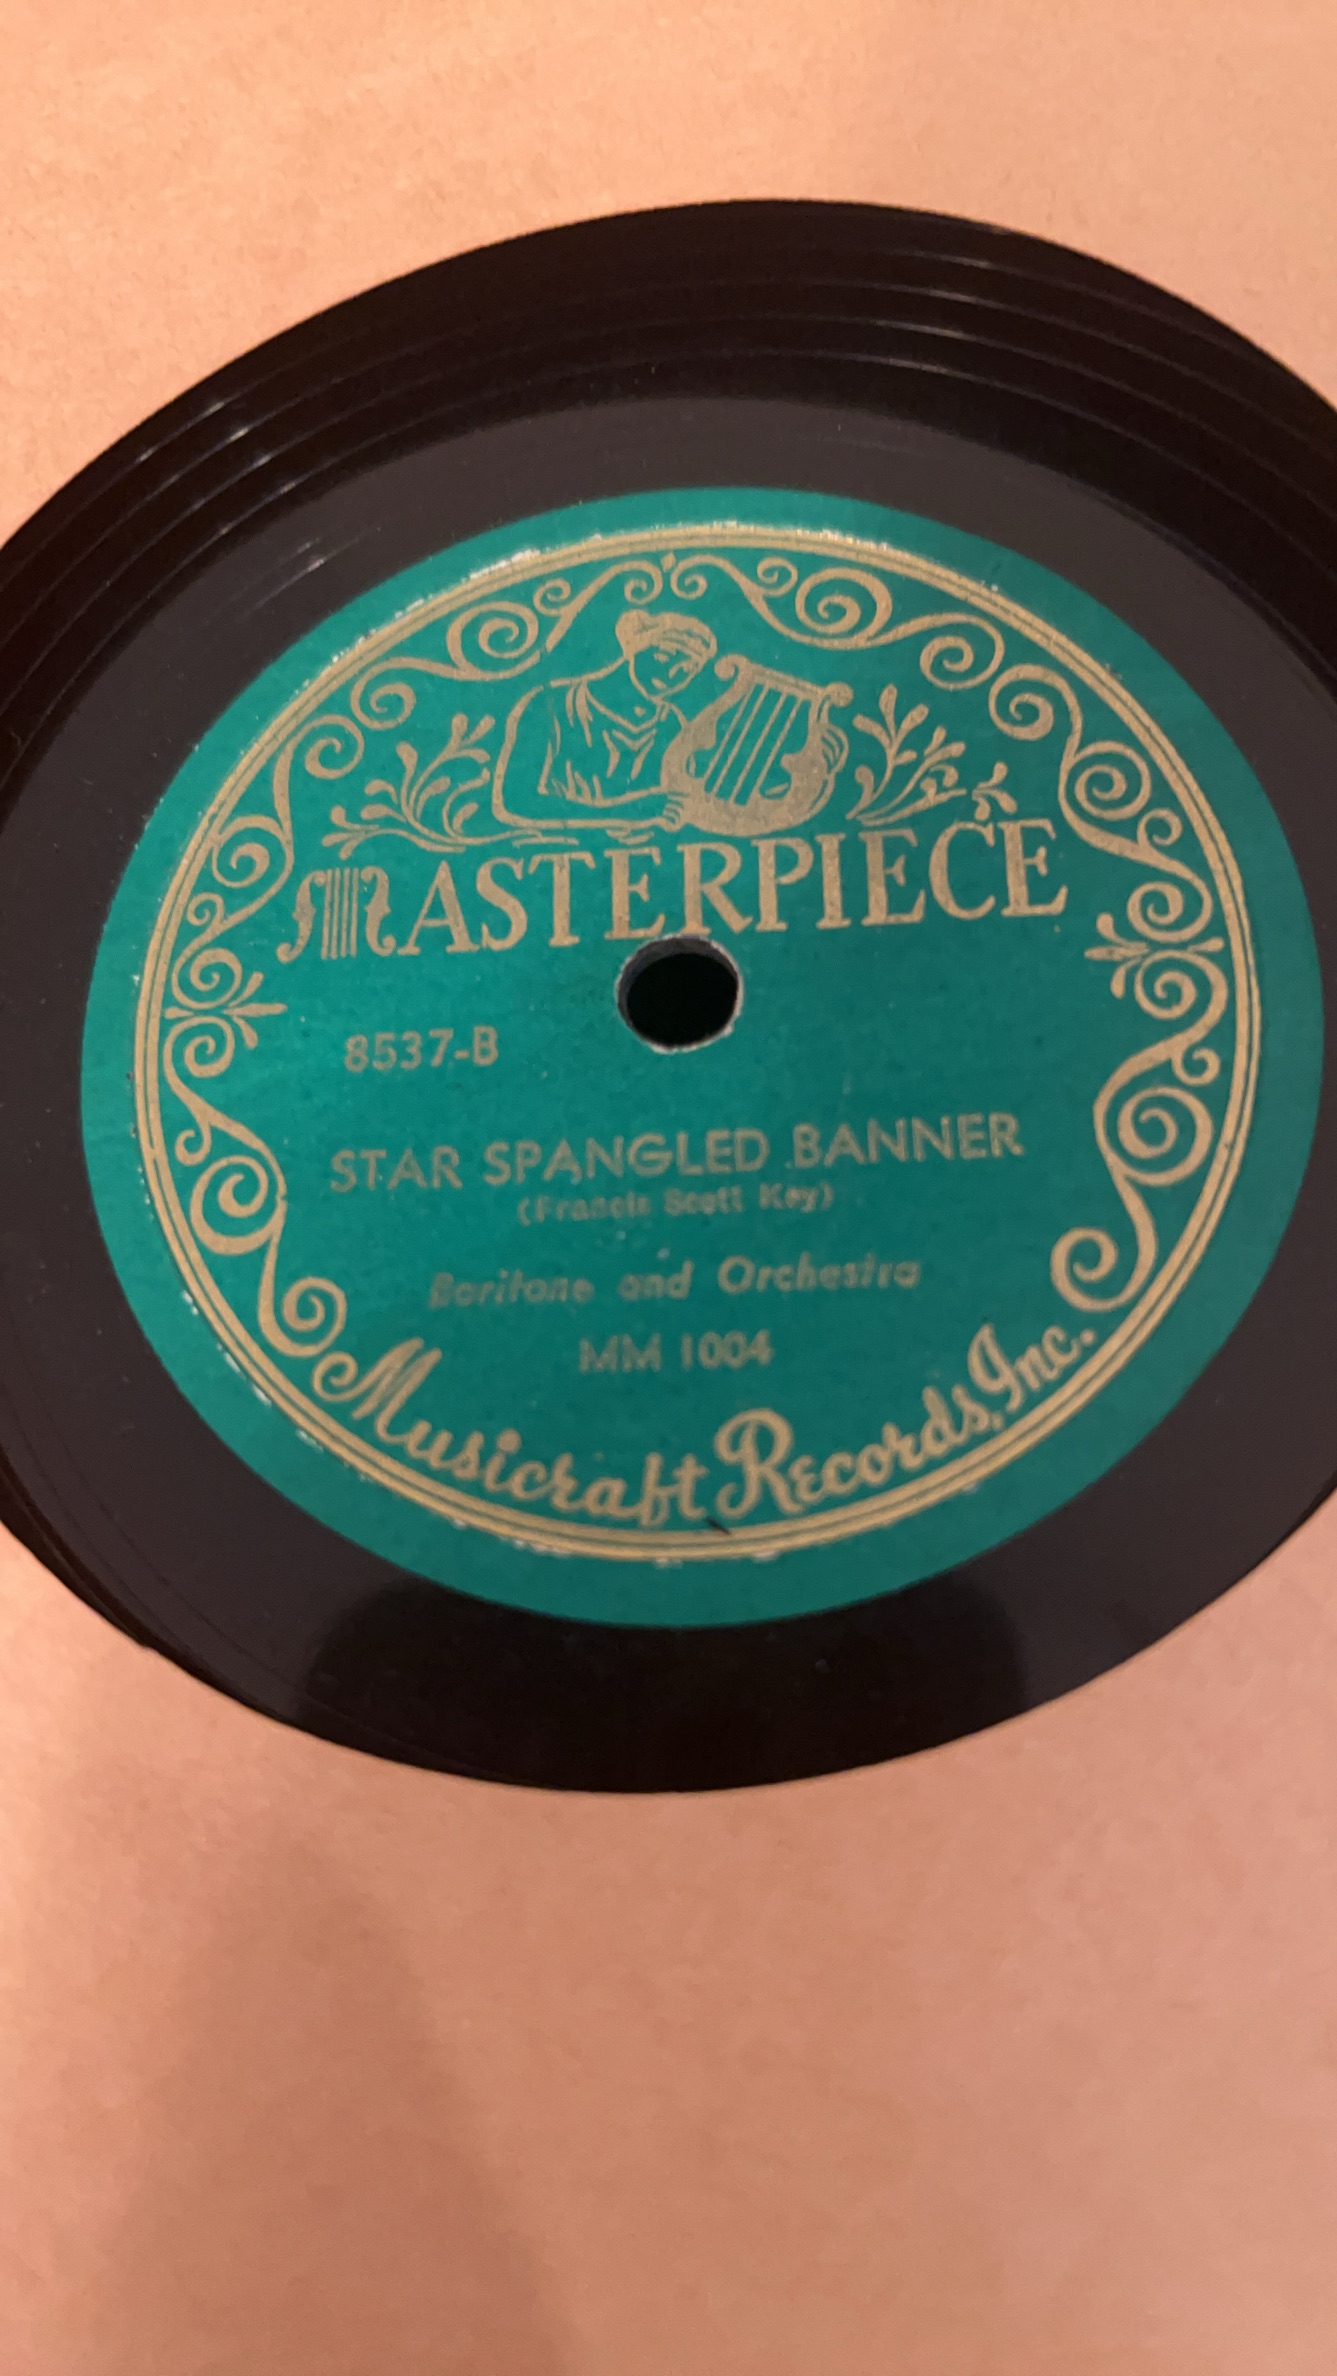 MASTERPIECE
8537-B
STAR SPANGLED BANNER
(Francis Scott Key)
Baritone and Orchestra
MM 1004
Musicraft Records, Inc.